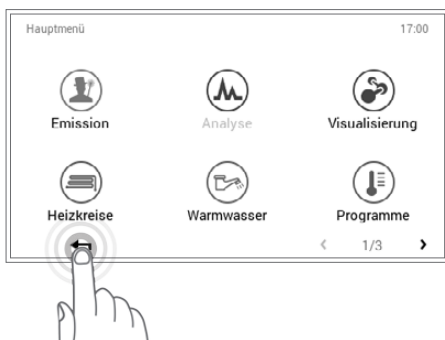 Hauptmenü 17:00
Emission Analyse Visualisierung
Heizkreise Warmwasser Programme
1/3